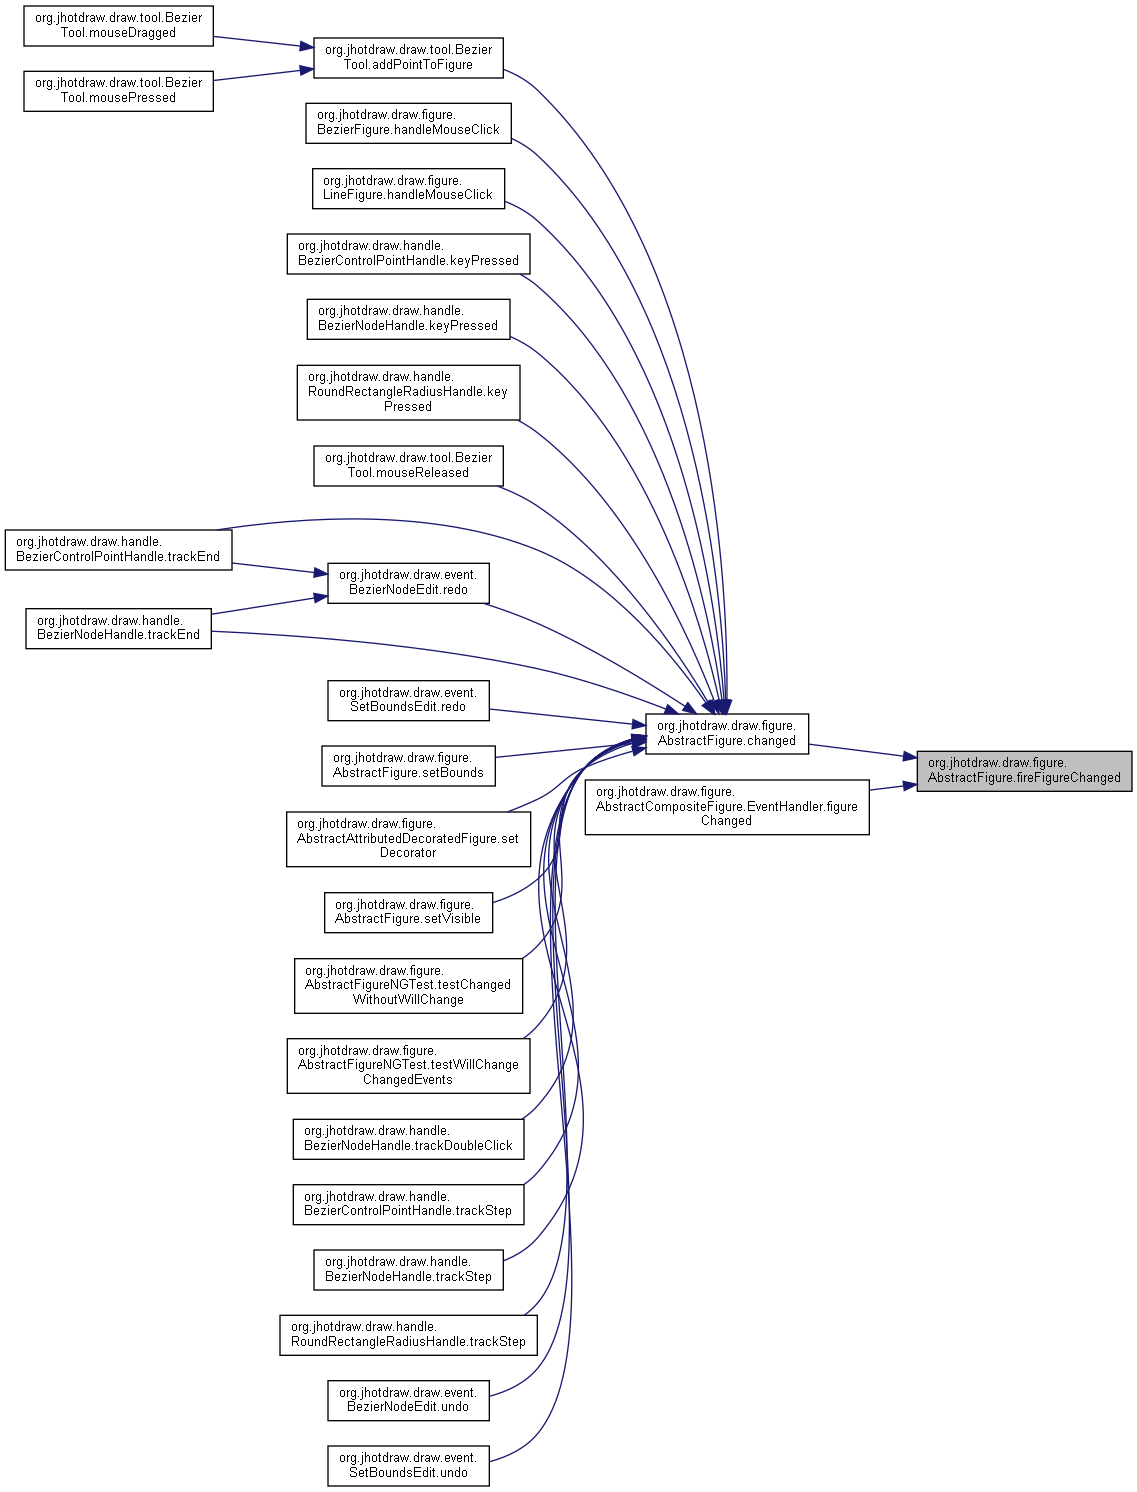 org.jhotdraw.draw.tool.Bezier
Tool.mouseDragged
org.jhotdraw.draw.tool.Bezier
Tool.mousePressed
org.jhotdraw.draw.tool.Bezier
Tool.addPointToFigure
org.jhotdraw.draw.figure.
BezierFigure.handleMouseClick
org.jhotdraw.draw.figure.
LineFigure.handleMouseClick
org.jhotdraw.draw.handle.
BezierControlPointHandle.keyPressed
org.jhotdraw.draw.handle.
BezierNodeHandle.keyPressed
org.jhotdraw.draw.handle.
RoundRectangleRadiusHandle.key
Pressed
org.jhotdraw.draw.tool.Bezier
Tool.mouseReleased
org.jhotdraw.draw.handle.
BezierControlPointHandle.trackEnd
org.jhotdraw.draw.event.
BezierNodeEdit.redo
org.jhotdraw.draw.handle.
BezierNodeHandle.trackEnd
org.jhotdraw.draw.event.
SetBoundsEdit.redo
org.jhotdraw.draw.figure.
AbstractFigure.changed
org.jhotdraw.draw.figure.
AbstractFigure.setBounds
org.jhotdraw.draw.figure.
AbstractFigure.fireFigureChanged
org.jhotdraw.draw.figure.
AbstractCompositeFigure.EventHandler.figure
Changed
org.jhotdraw.draw.figure.
AbstractAttributedDecoratedFigure.set
Decorator
org.jhotdraw.draw.figure.
AbstractFigure.setVisible
org.jhotdraw.draw.figure.
AbstractFigureNGTest.testChanged
WithoutWillChange
org.jhotdraw.draw.figure.
AbstractFigureNGTest.testWillChange
ChangedEvents
org.jhotdraw.draw.handle.
BezierNodeHandle.trackDoubleClick
org.jhotdraw.draw.handle.
BezierControlPointHandle.trackStep
org.jhotdraw.draw.handle.
BezierNodeHandle.trackStep
org.jhotdraw.draw.handle.
RoundRectangleRadiusHandle.trackStep
org.jhotdraw.draw.event.
BezierNodeEdit.undo
org.jhotdraw.draw.event.
SetBoundsEdit.undo